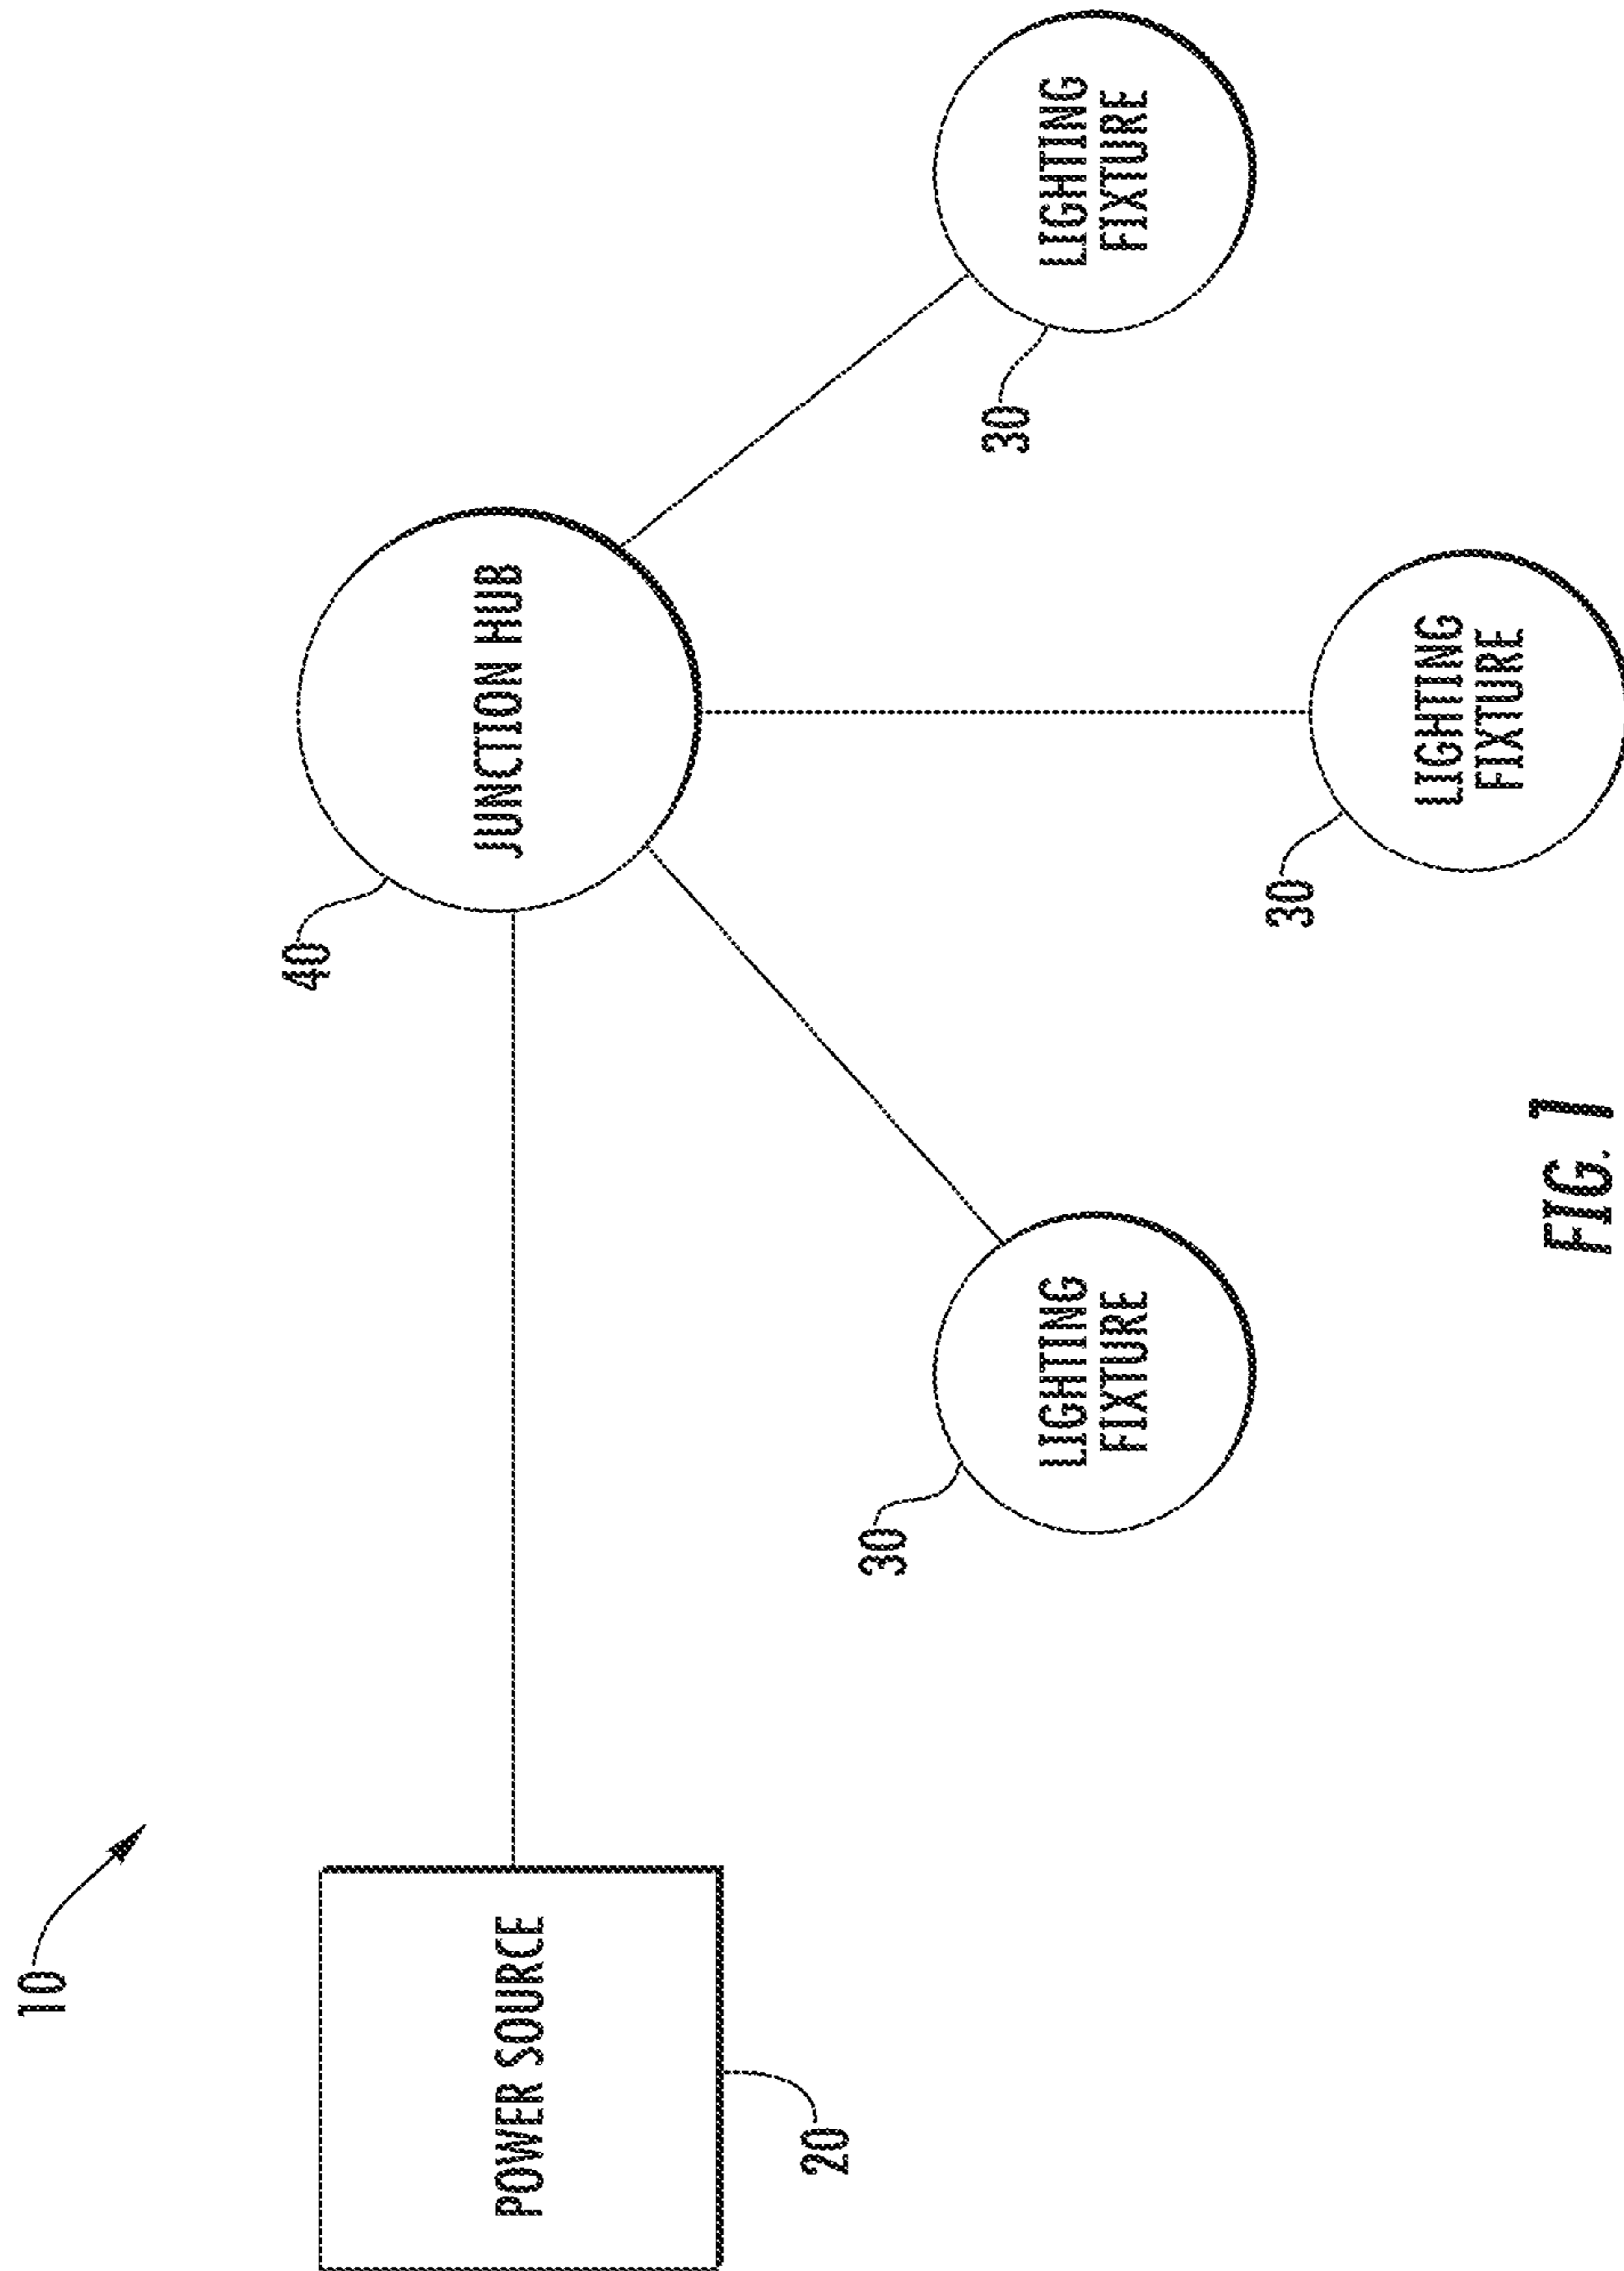 10
40
POWER SOURCE
JUNCTION HUB
20
30
30
LIGHTING
FIXTURE
LIGHTING
FIXTURE
30
LIGHTING
FIXTURE
FIG. 1